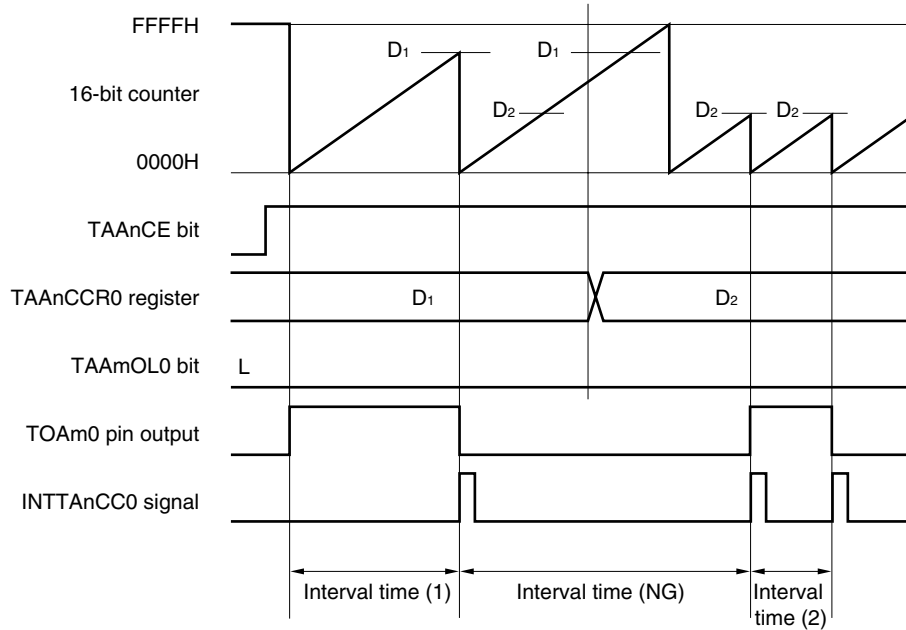 FFFFH
D1
D1
16-bit counter
D2
D2
D2
0000H
TAAnCE bit
TAAnCCR0 register
D1
D2
TAAmOL0 bit
L
TOAm0 pin output
INTTAnCC0 signal
Interval time (1)
Interval time (NG)
Interval
time (2)